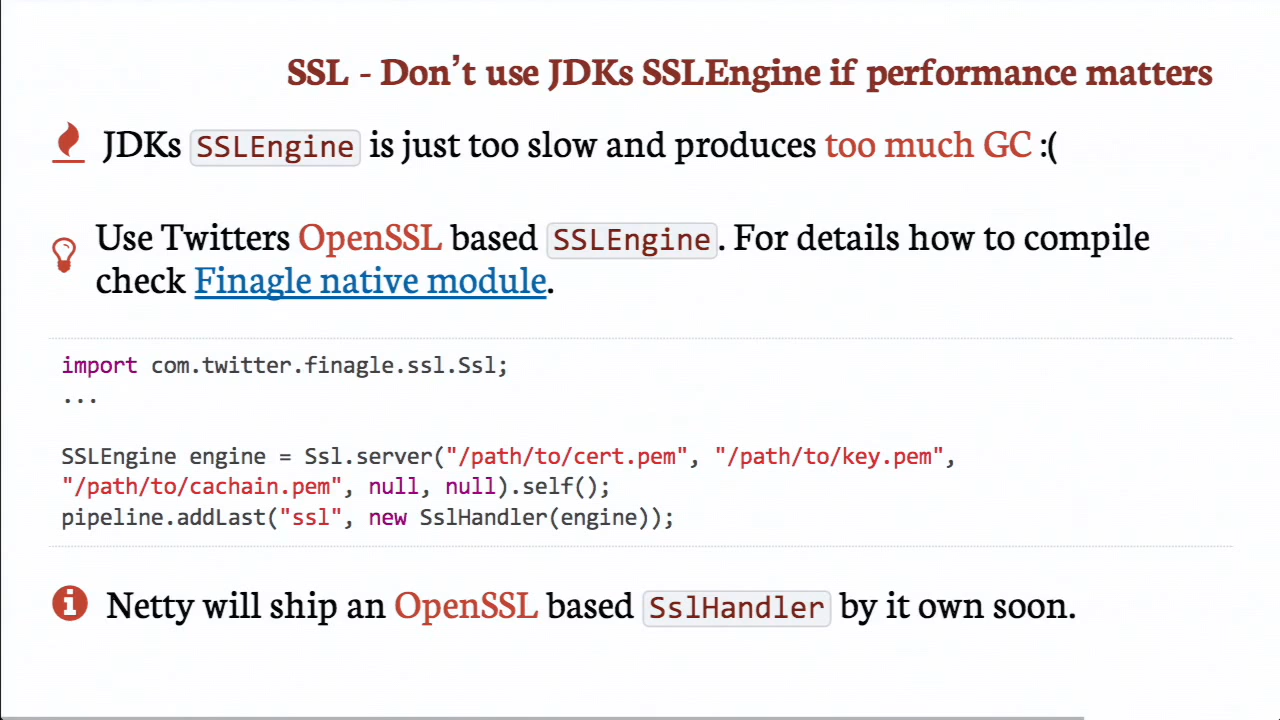 SSL - Don’t use JDKs SSLEngine if performance matters
JDKs SSLEngine is just too slow and produces too much GC :(
Use Twitters OpenSSL based SSLEngine. For details how to compile
check Finagle native module.
import com.twitter.finagle.ssl.Ssl;
...
SSLEngine engine = Ssl.server("/path/to/cert.pem", "/path/to/key.pem",
"/path/to/cachain.pem", null, null).self();
pipeline.addLast("ssl", new SslHandler(engine));
Netty will ship an OpenSSL based SslHandler by it own soon.